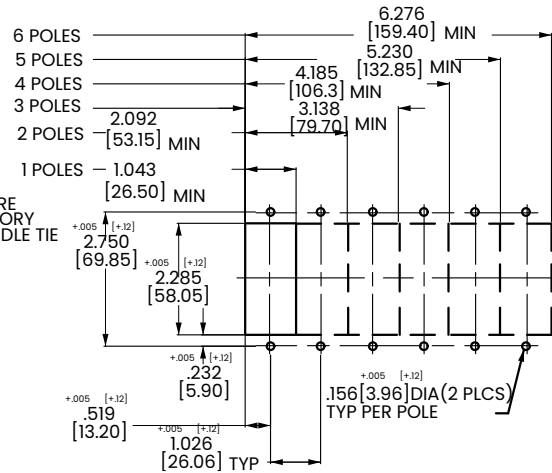 6.276
6 POLES
[159.40] MIN
5.230
5 POLES
[132.85] MIN
4.185
4 POLES
[106.3] MIN
3 POLES
3.138
[79.70] MIN
2.092
2 POLES
[53.15] MIN
1 POLES
1.043
[26.50] MIN
RE
ORY
DLE TIE
+.005 [+.12]
2.750
[69.85]
+.005 [+.12]
2.285
[58.05]
+.005 [+.12]
.232
[5.90]
+.005 [+.12]
.156[3.96]DIA(2 PLCS)
TYP PER POLE
+.005 [+.12]
.519
[13.20]
+.005 [+.12]
1.026
[26.06] TYP